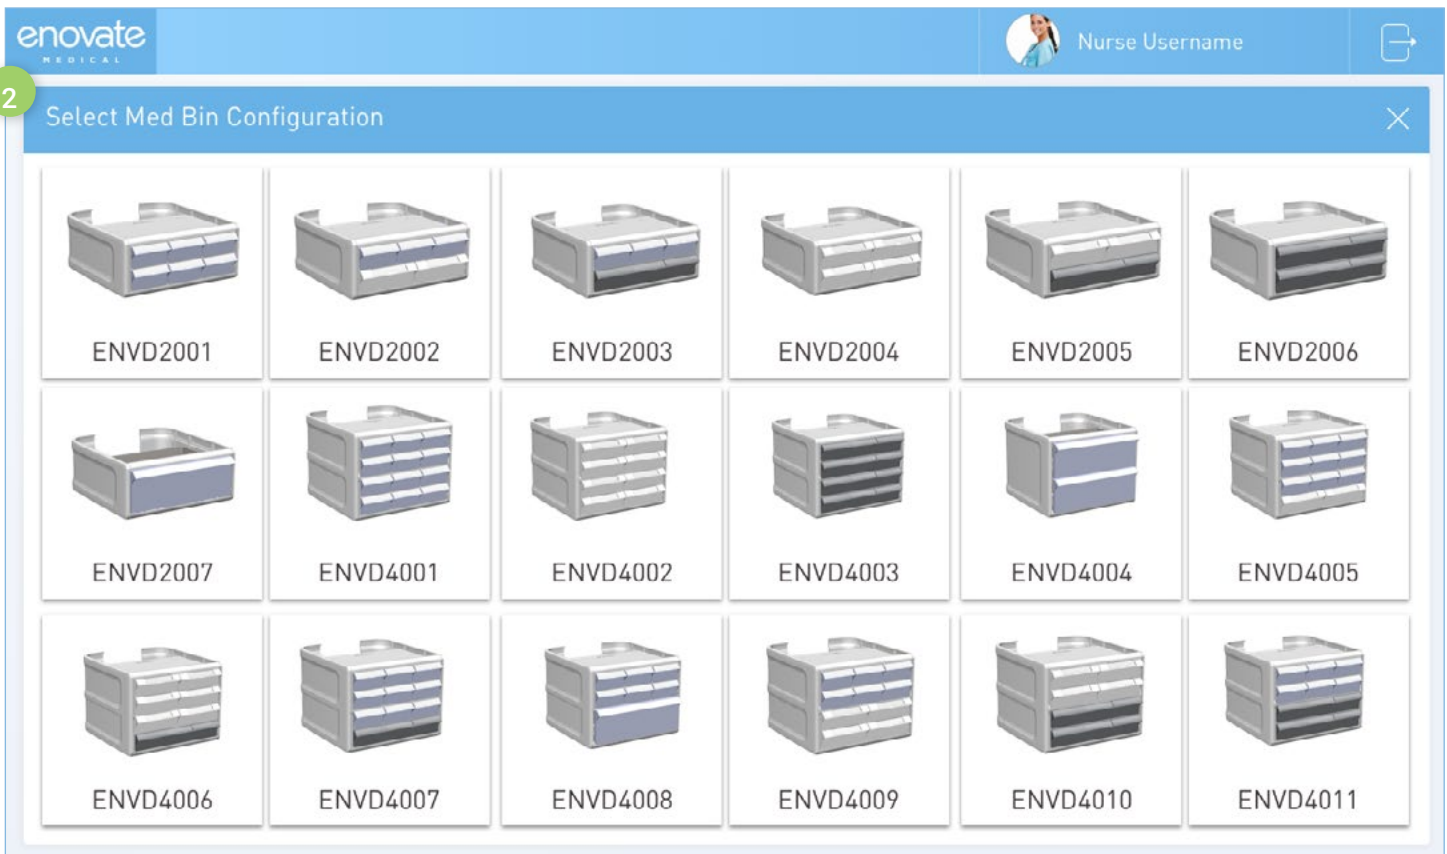 enovate
MEDICAL
Nurse Username
2
Select Med Bin Configuration
ENVD2001
ENVD2002
ENVD2003
ENVD2004
ENVD2005
ENVD2006
ENVD2007
ENVD4001
ENVD4002
ENVD4003
ENVD4004
ENVD4005
ENVD4006
ENVD4007
ENVD4008
ENVD4009
ENVD4010
ENVD4011